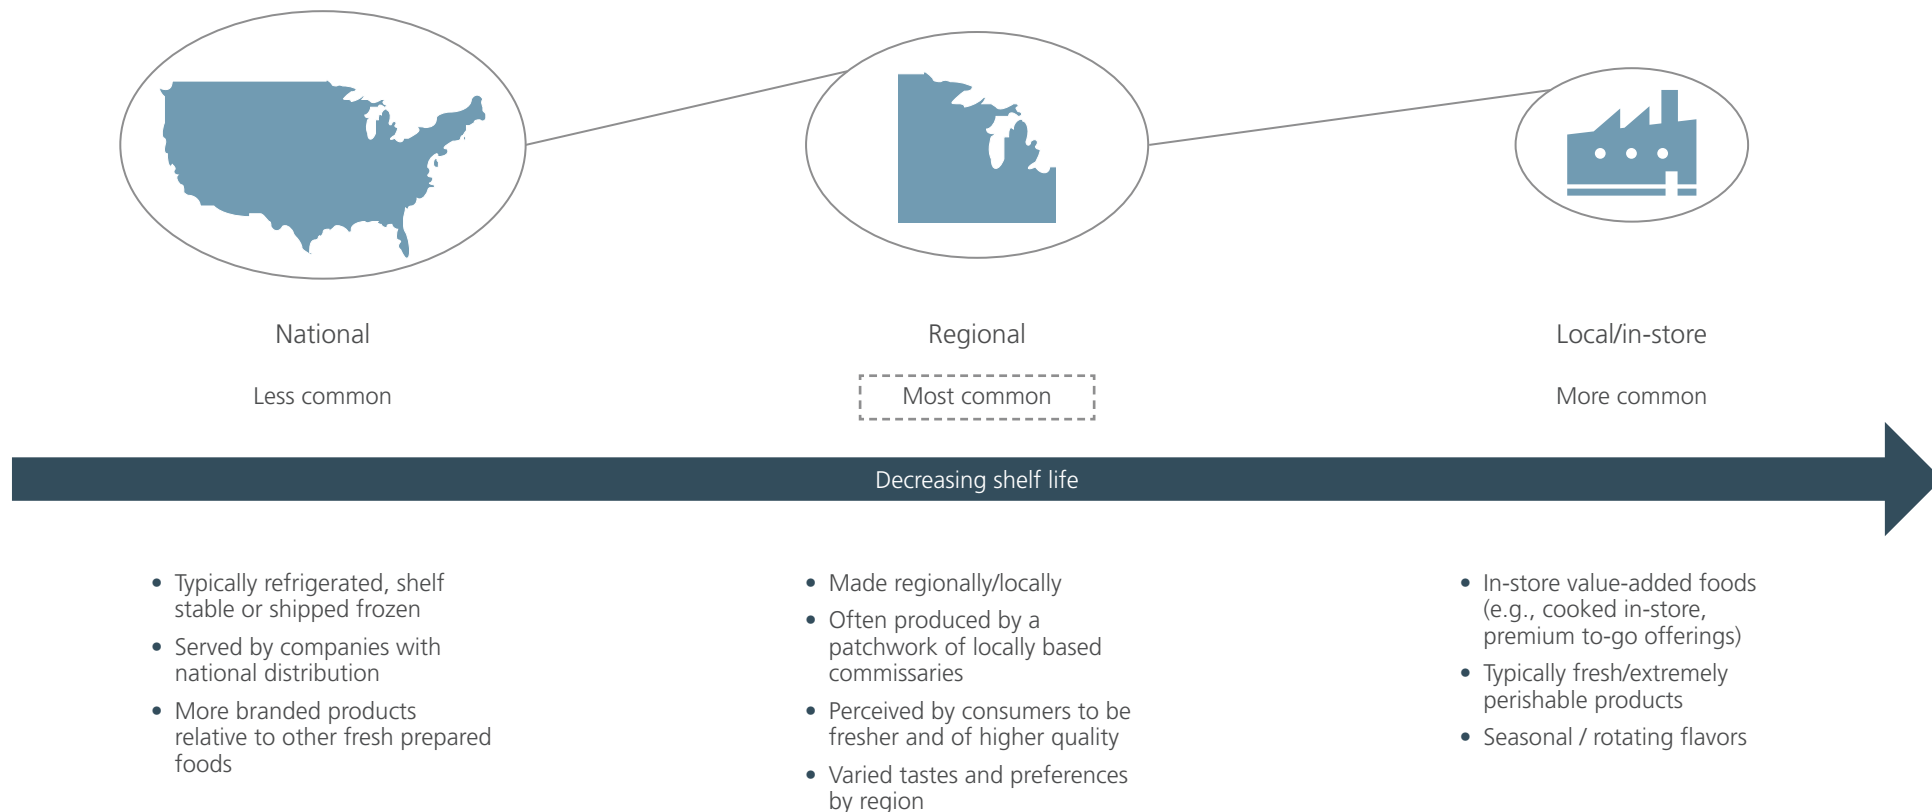 National
Less common
Regional
Most common
Local/in-store
More common
Decreasing shelf life
• Typically refrigerated, shelf
stable or shipped frozen
• Served by companies with
national distribution
• More branded products
relative to other fresh prepared
foods
• Made regionally/locally
• Often produced by a
patchwork of locally based
commissaries
• Perceived by consumers to be
fresher and of higher quality
• Varied tastes and preferences
by region
• In-store value-added foods
(e.g., cooked in-store,
premium to-go offerings)
• Typically fresh/extremely
perishable products
• Seasonal / rotating flavors